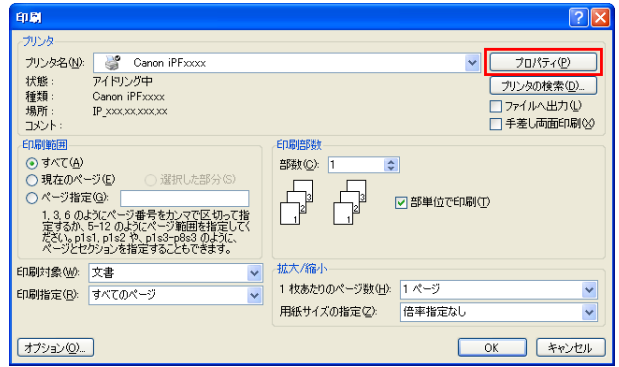 印刷
プリンタ
プリンタ名(N): Canon iPFxxxx プロパティ(P)
状態: アイドリング中 プリンタの検索(D)...
種類: Canon iPFxxxx
場所: IP_xxx,xx,xxx,xx ファイルへ出力(L)
コメント: 手差し両面印刷(X)
印刷範囲
すべて(A)
現在のページ(E) 選択した部分(S)
ページ指定(G):
1, 3, 6 のようにページ番号をカンマで区切って指
定するか、5-12 のようにページ範囲を指定してく
ださい。p1s1, p1s2 や、p1s3-p8s3 のように、
ページとセクションを指定することもできます。
印刷部数
部数(C): 1
1 2 3 1 2 3
部単位で印刷(T)
印刷対象(W): 文書
印刷指定(R): すべてのページ
拡大/縮小
1 枚あたりのページ数(H): 1 ページ
用紙サイズの指定(Z): 倍率指定なし
オプション(O)... OK キャンセル